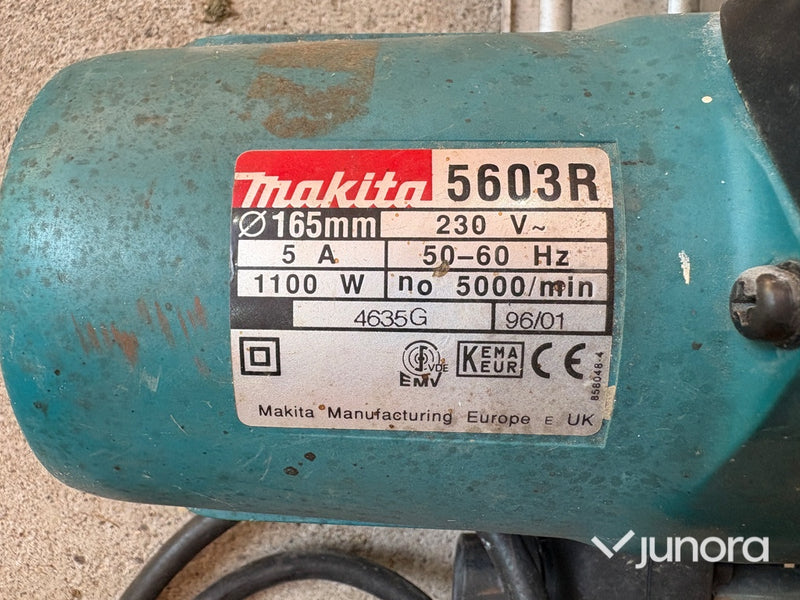 makita 5603R
Ø 165mm 230 V~
5 A 50-60 Hz
1100 W no 5000/min
4635G 96/01
VDE
EMV
KEMA
KEUR
CE
858048-4
Makita Manufacturing Europe E UK
junora